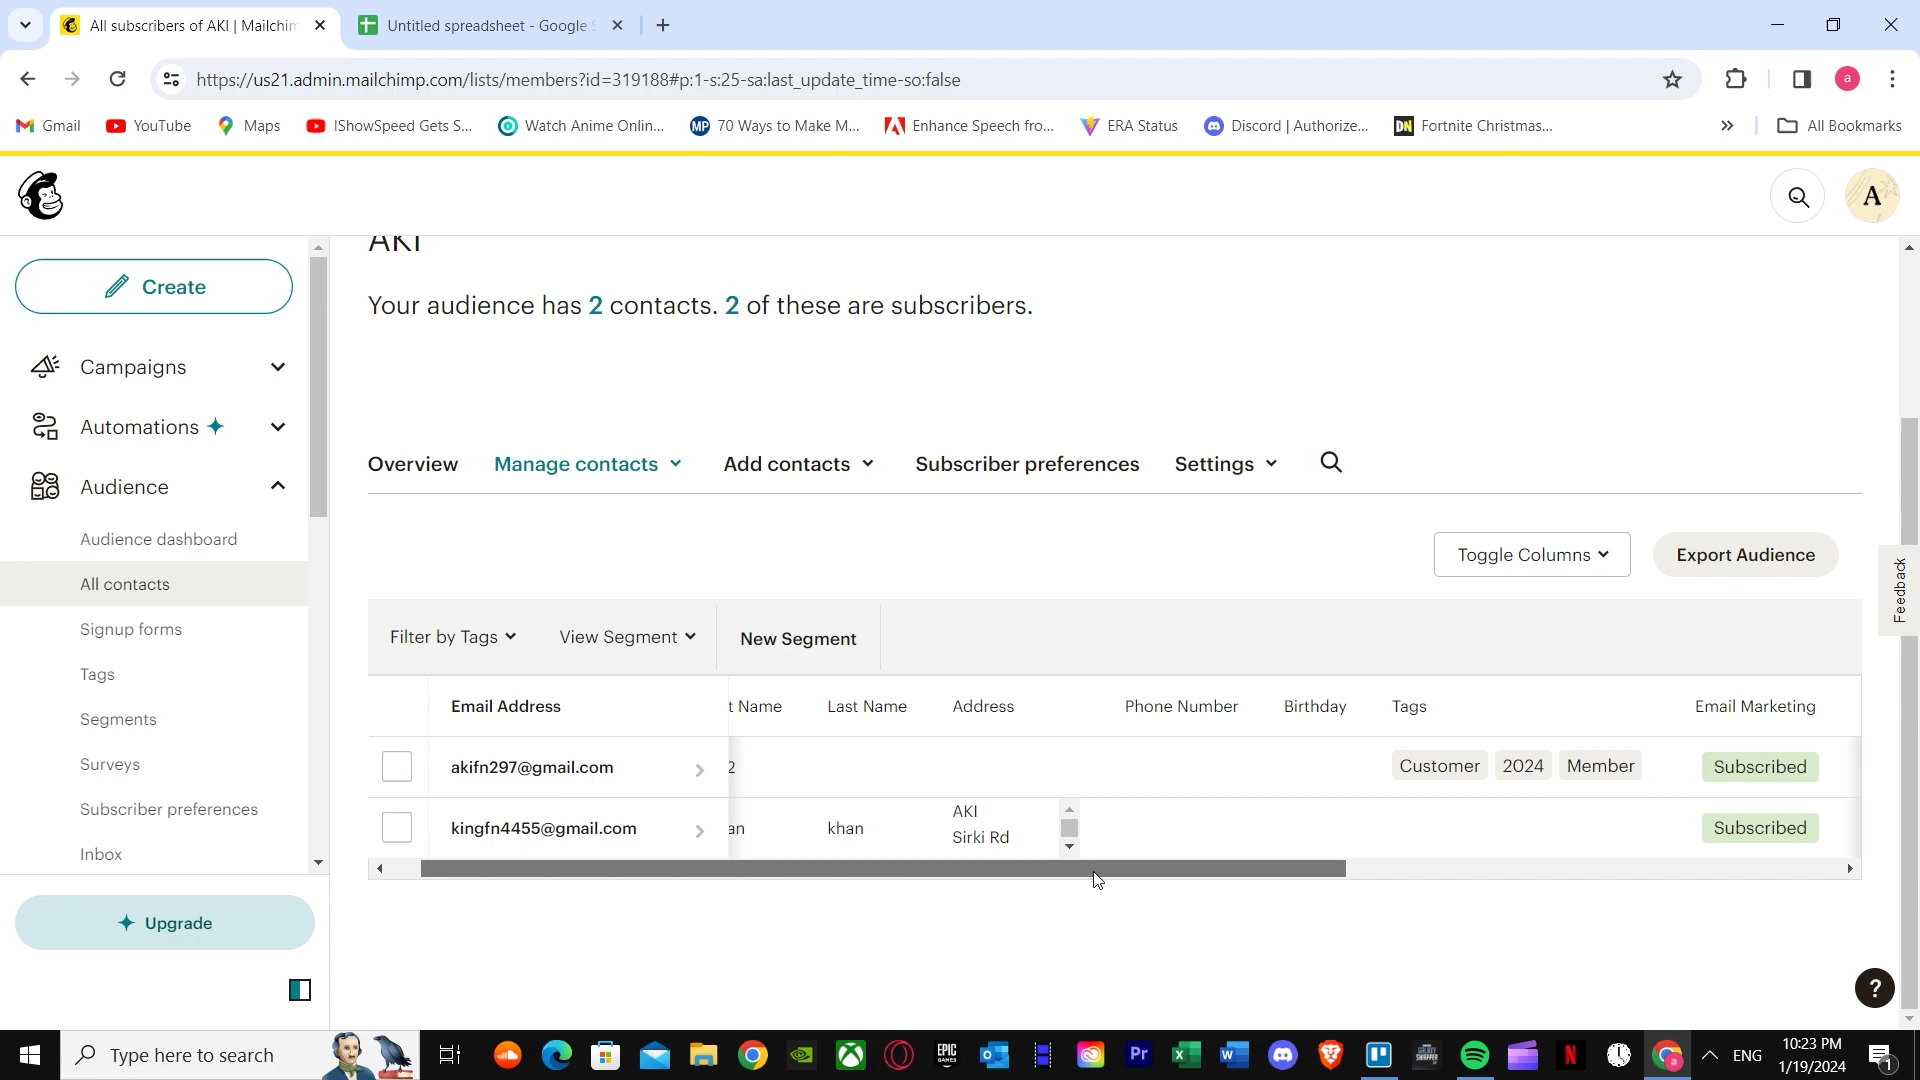 All subscribers of AKI | Mailchim
Untitled spreadsheet - Google S
https://us21.admin.mailchimp.com/lists/members?id=319188#p:1-s:25-sa:last_update_time-so:false
a
Gmail
YouTube
Maps
IShowSpeed Gets S...
Watch Anime Onlin...
MP 70 Ways to Make M...
Enhance Speech fro...
ERA Status
Discord | Authorize...
DN Fortnite Christmas...
All Bookmarks
A
Create
Campaigns
Automations
Audience
Audience dashboard
All contacts
Signup forms
Tags
Segments
Surveys
Subscriber preferences
Inbox
Upgrade
AKI
Your audience has 2 contacts. 2 of these are subscribers.
Overview
Manage contacts
Add contacts
Subscriber preferences
Settings
Toggle Columns
Export Audience
Feedback
Filter by Tags
View Segment
New Segment
Email Address
t Name
Last Name
Address
Phone Number
Birthday
Tags
Email Marketing
akifn297@gmail.com
2
Customer
2024
Member
Subscribed
kingfn4455@gmail.com
an
khan
AKI
Sirki Rd
Subscribed
?
Type here to search
EPIC GAMES
Pr
ENG
10:23 PM
1/19/2024
1